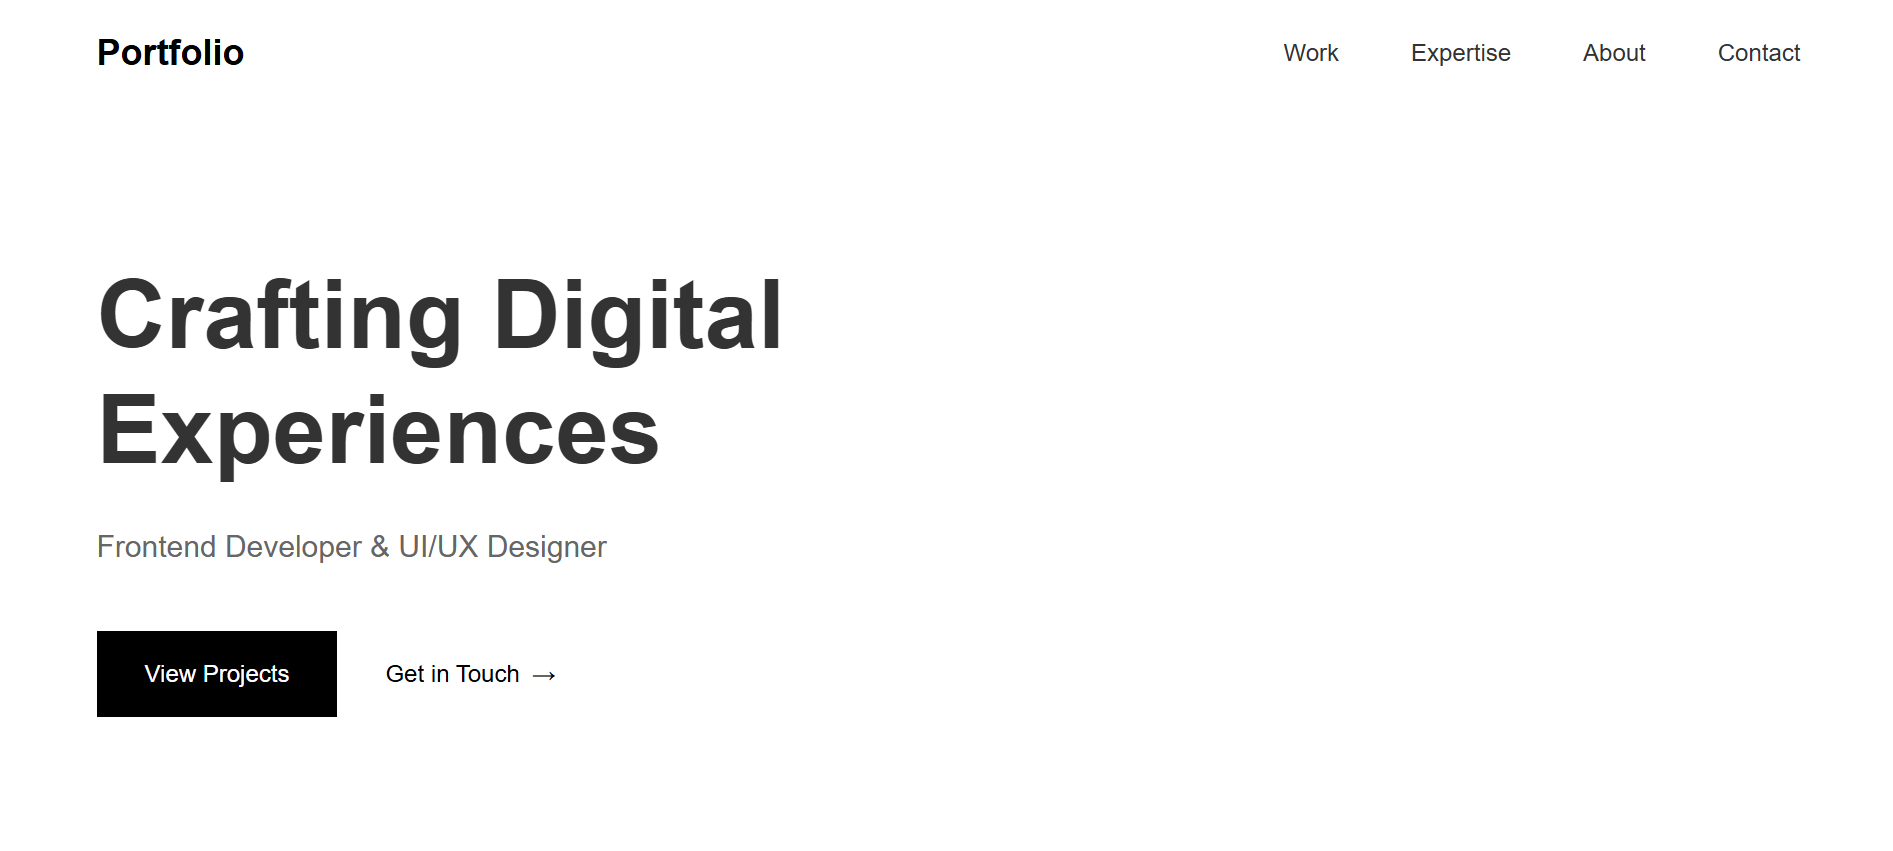 Portfolio
Work Expertise About Contact
Crafting Digital
Experiences
Frontend Developer & UI/UX Designer
View Projects
Get in Touch →